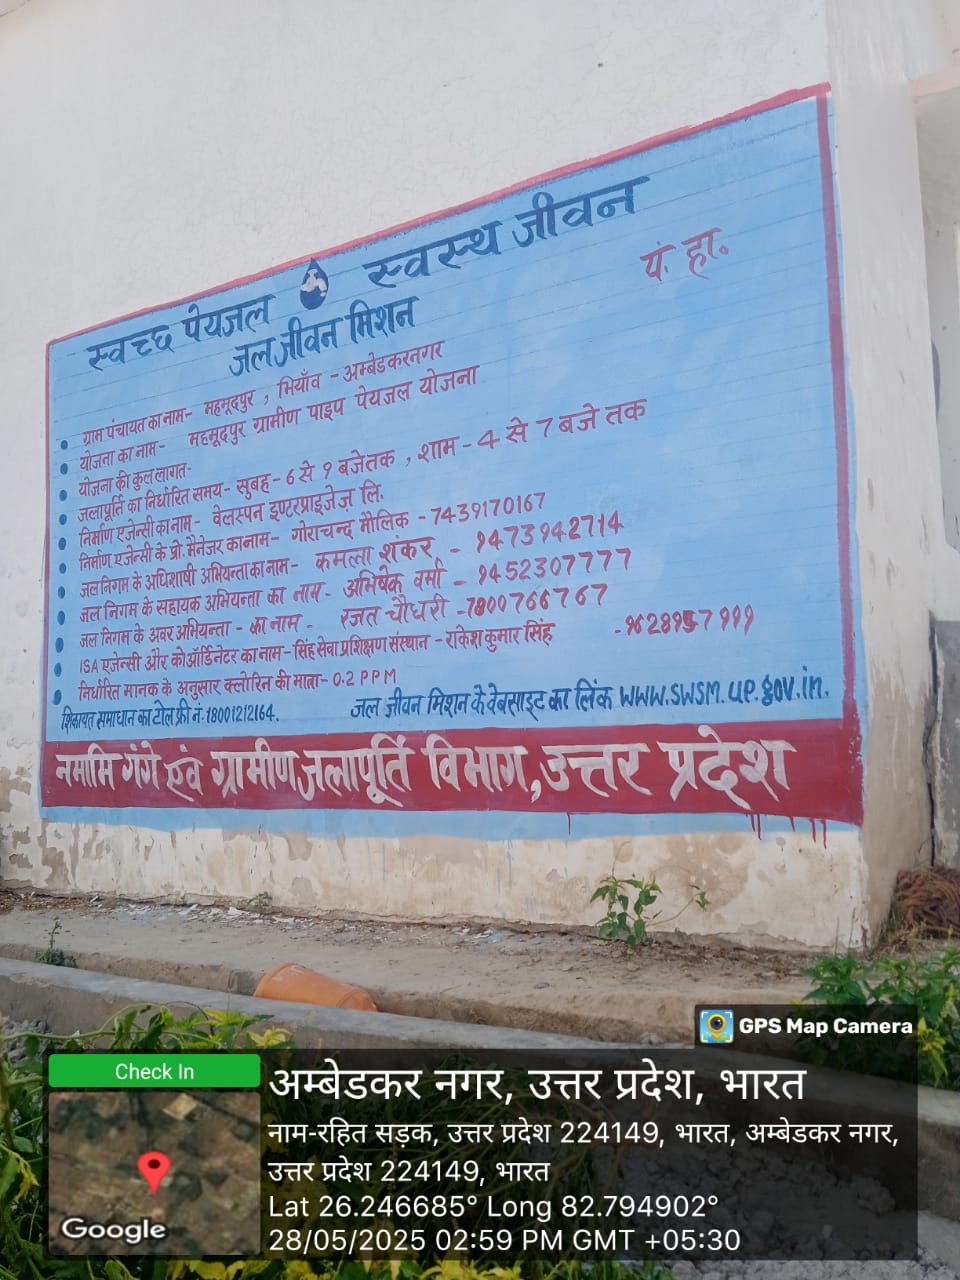 स्वच्छ पेयजल स्वस्थ जीवन
जल जीवन मिशन
पं. हा.
• ग्राम पंचायत का नाम- महमूदपुर , भियाँव - अम्बेडकरनगर
• योजना का नाम- महमूदपुर ग्रामीण पाइप पेयजल योजना
• योजना की कुल लागत-
• जलापूर्ति का निर्धारित समय- सुबह- 6 से 9 बजे तक , शाम- 4 से 7 बजे तक
• निर्माण एजेन्सी का नाम- वेलस्पन इण्टरप्राइजेज़ लि.
• निर्माण एजेन्सी के प्रो. मैनेजर का नाम- गोराचन्द मौलिक - 7439170167
• जल निगम के अधिशाषी अभियन्ता का नाम- कमला शंकर - 9473942714
• जल निगम के सहायक अभियन्ता का नाम- अभिषेक वर्मा - 9452307777
• जल निगम के अवर अभियन्ता - का नाम - रजत चौधरी - 7800766767
• ISA एजेन्सी और कोऑर्डिनेटर का नाम- सिंह सेवा प्रशिक्षण संस्थान - राकेश कुमार सिंह - 9628957999
• निर्धारित मानक के अनुसार क्लोरिन की मात्रा- 0.2 PPM
शिकायत समाधान का टोल फ्री नं. 18001212164. जल जीवन मिशन के वेबसाइट का लिंक www.swsm.up.gov.in.
नमामि गंगे एवं ग्रामीण जलापूर्ति विभाग, उत्तर प्रदेश
GPS Map Camera
Check In
Google
अम्बेडकर नगर, उत्तर प्रदेश, भारत
नाम-रहित सड़क, उत्तर प्रदेश 224149, भारत, अम्बेडकर नगर,
उत्तर प्रदेश 224149, भारत
Lat 26.246685° Long 82.794902°
28/05/2025 02:59 PM GMT +05:30